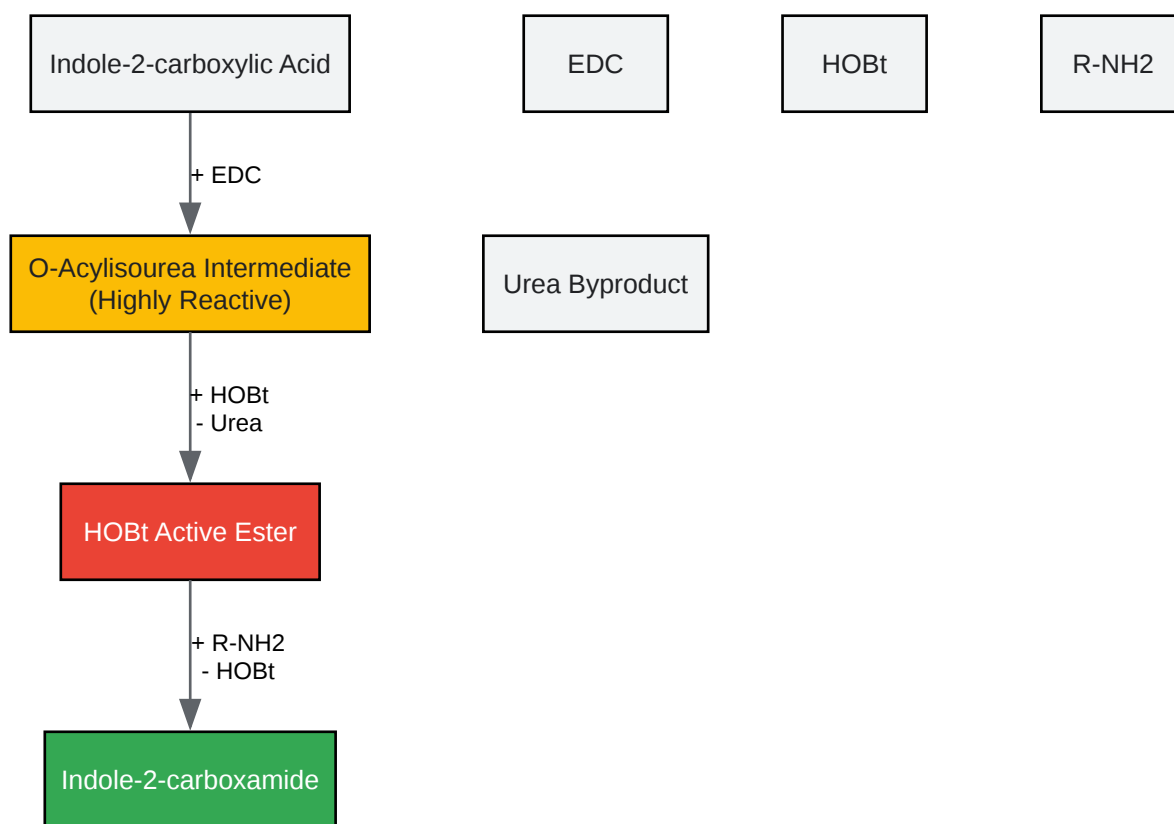 Indole-2-carboxylic Acid
EDC
HOBt
R-NH2
+ EDC
O-Acylisourea Intermediate
(Highly Reactive)
Urea Byproduct
+ HOBt
- Urea
HOBt Active Ester
+ R-NH2
- HOBt
Indole-2-carboxamide